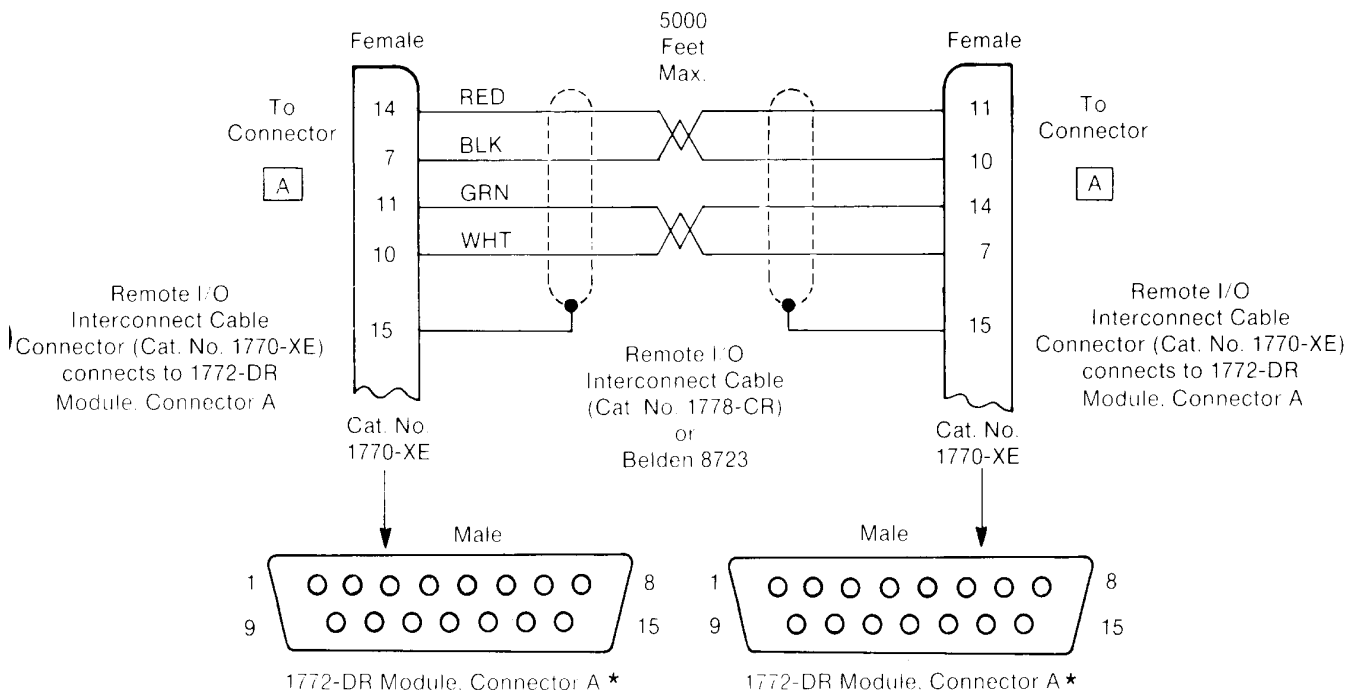 5000
Feet
Max.
Female
Female
To
Connector
A
14
RED
11
7
BLK
10
11
GRN
14
10
WHT
7
15
15
To
Connector
A
Remote I/O
Interconnect Cable
Connector (Cat. No. 1770-XE)
connects to 1772-DR
Module. Connector A
Remote I/O
Interconnect Cable
(Cat. No. 1778-CR)
or
Belden 8723
Remote I/O
Interconnect Cable
Connector (Cat. No. 1770-XE)
connects to 1772-DR
Module. Connector A
Cat. No.
1770-XE
Cat. No.
1770-XE
Male
1
8
9
15
1772-DR Module. Connector A ★
Male
1
8
9
15
1772-DR Module. Connector A ★